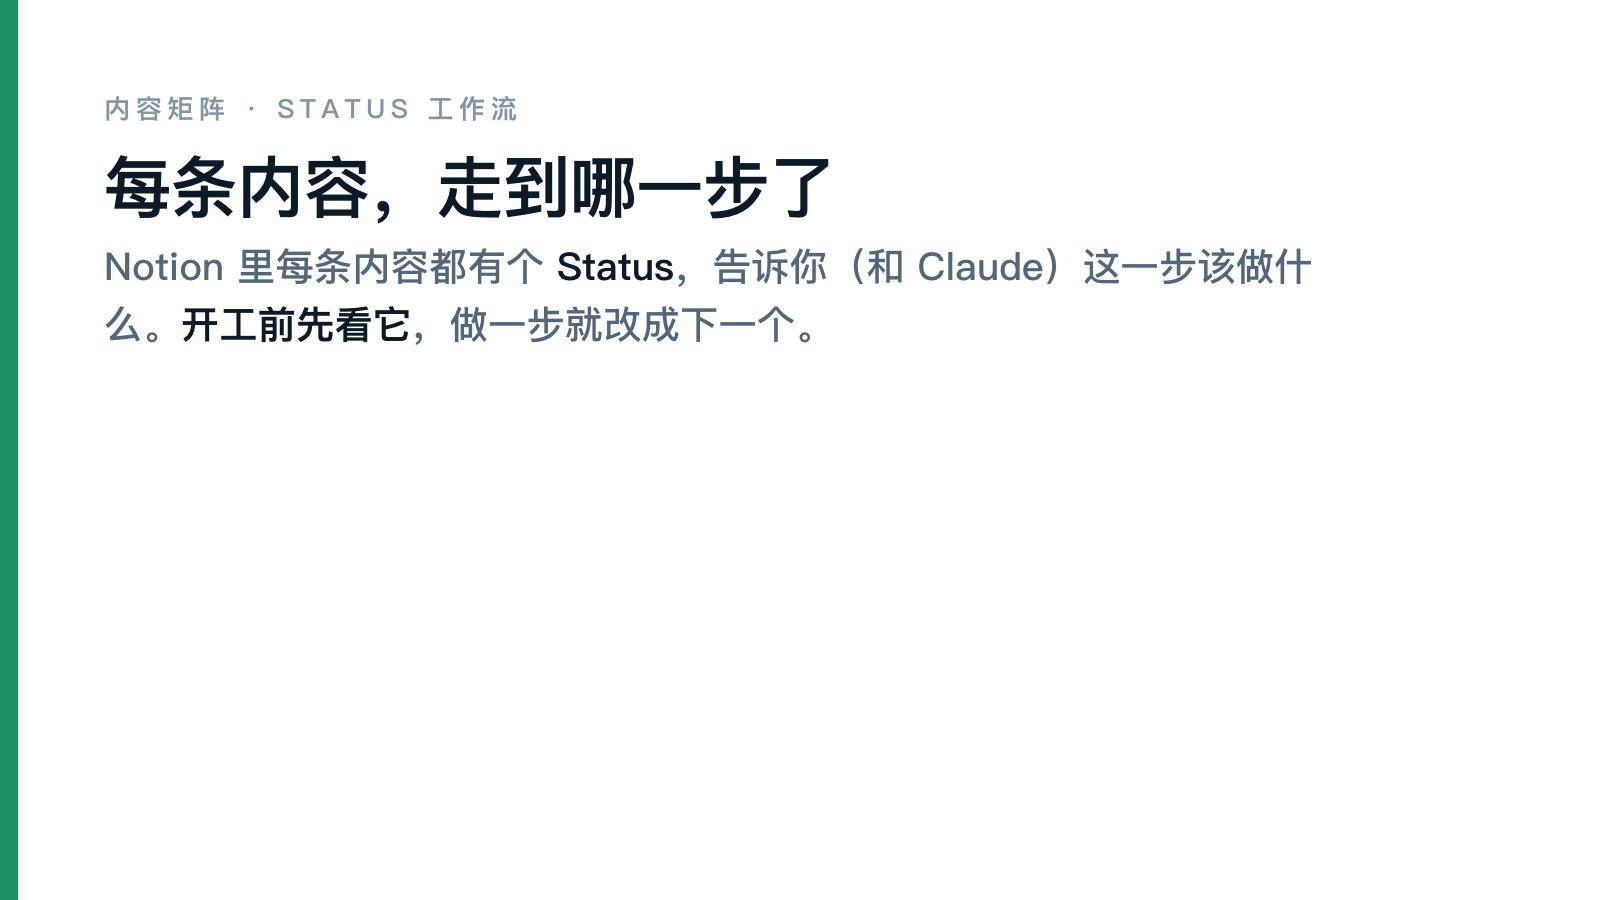 内容矩阵 · STATUS 工作流
每条内容，走到哪一步了
Notion 里每条内容都有个 Status，告诉你（和 Claude）这一步该做什
么。开工前先看它，做一步就改成下一个。